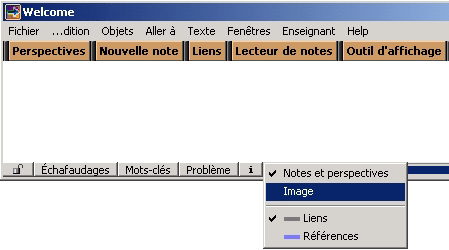 Welcome
Fichier ...dition Objets Aller à Texte Fenêtres Enseignant Help
Perspectives Nouvelle note Liens Lecteur de notes Outil d'affichage
Échafaudages Mots-clés Problème i
Notes et perspectives
Image
Liens
Références